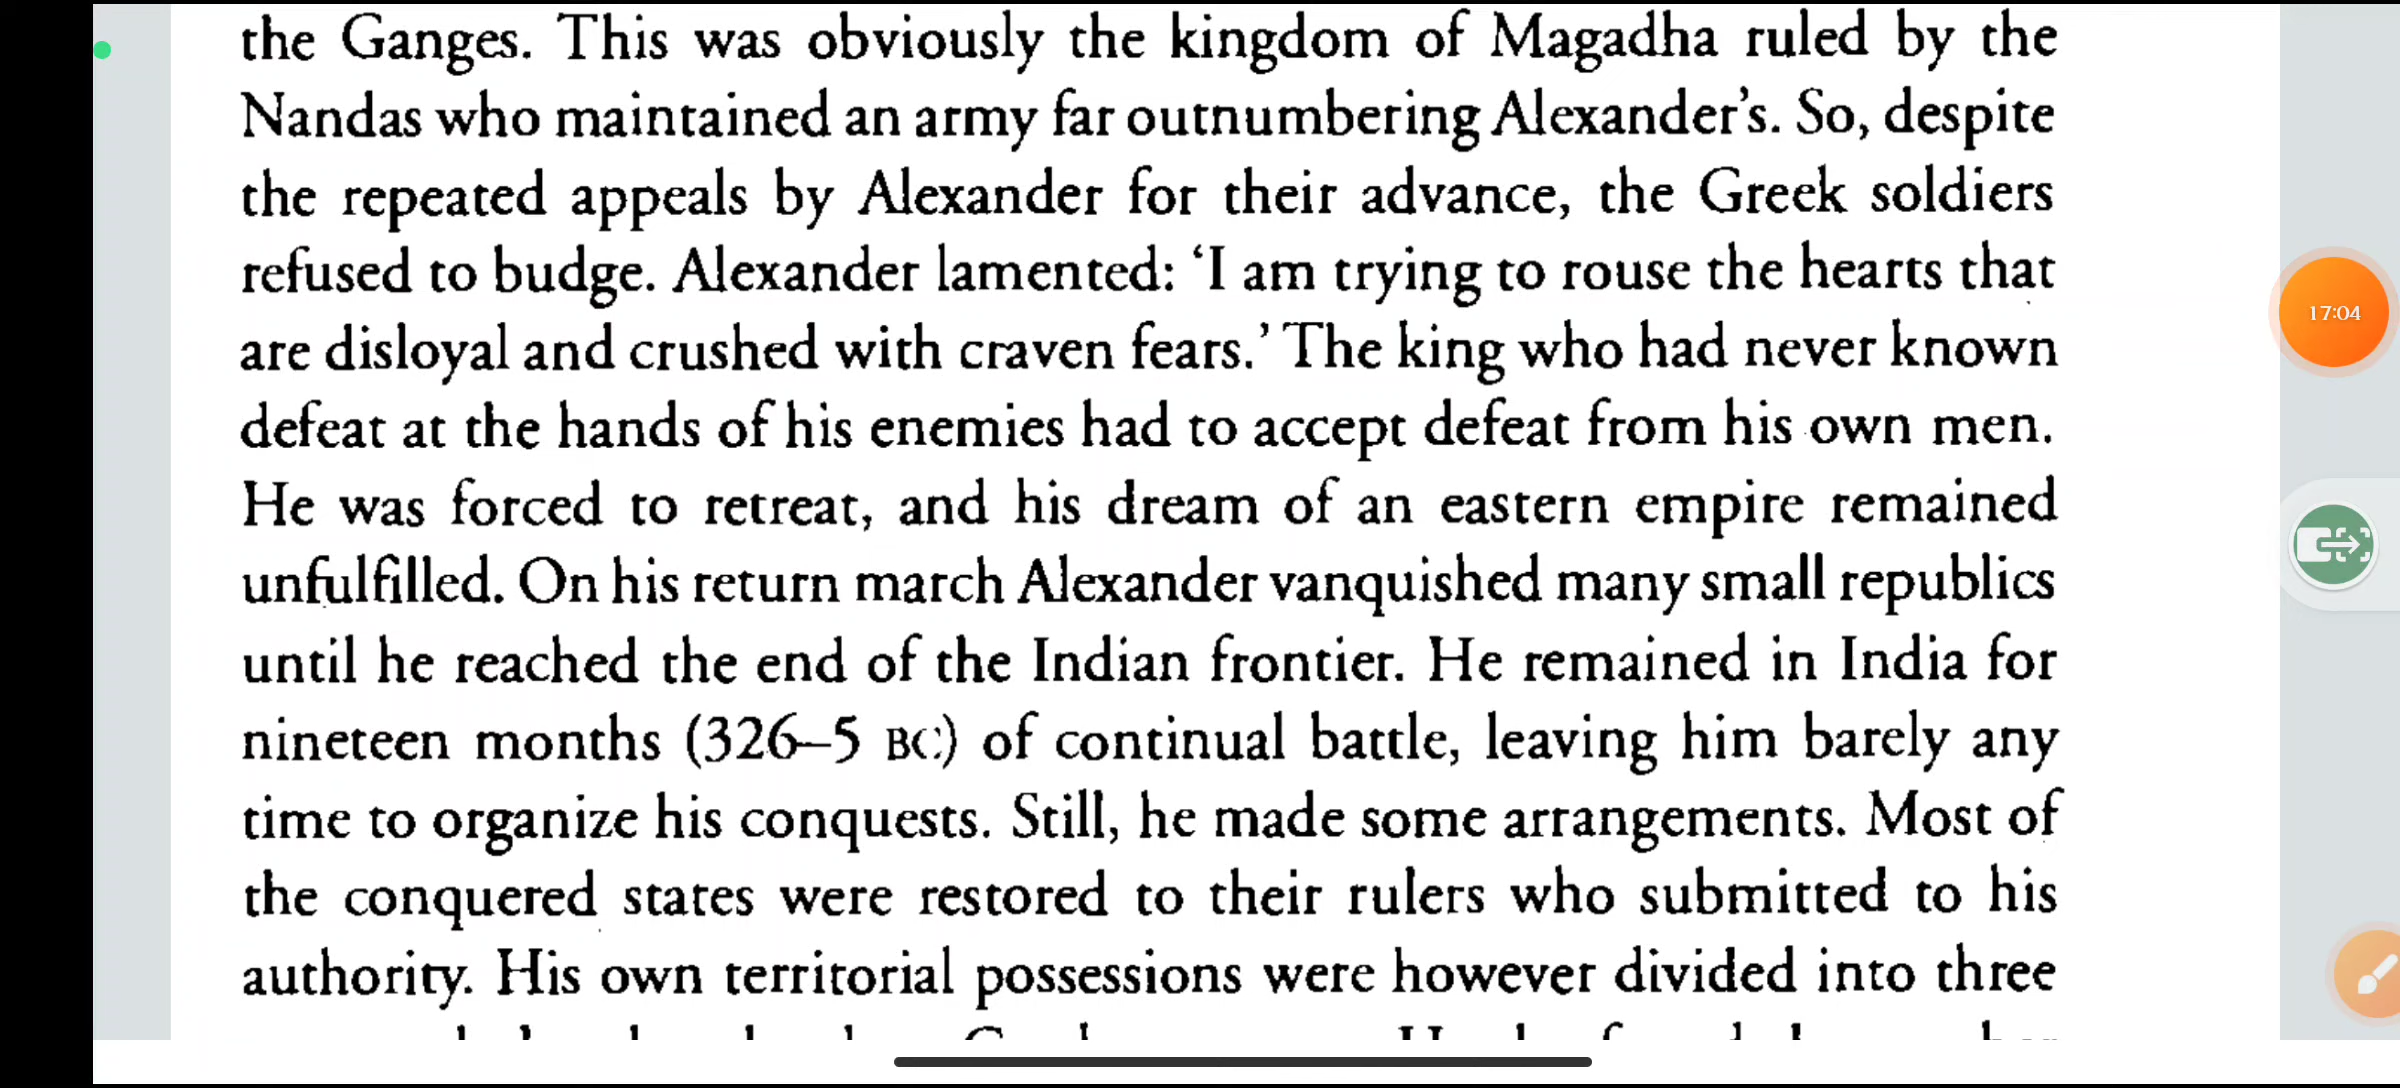 the Ganges. This was obviously the kingdom of Magadha ruled by the
Nandas who maintained an army far outnumbering Alexander’s. So, despite
the repeated appeals by Alexander for their advance, the Greek soldiers
refused to budge. Alexander lamented: ‘I am trying to rouse the hearts that
are disloyal and crushed with craven fears.’ The king who had never known
defeat at the hands of his enemies had to accept defeat from his own men.
He was forced to retreat, and his dream of an eastern empire remained
unfulfilled. On his return march Alexander vanquished many small republics
until he reached the end of the Indian frontier. He remained in India for
nineteen months (326–5 BC) of continual battle, leaving him barely any
time to organize his conquests. Still, he made some arrangements. Most of
the conquered states were restored to their rulers who submitted to his
authority. His own territorial possessions were however divided into three
17:04